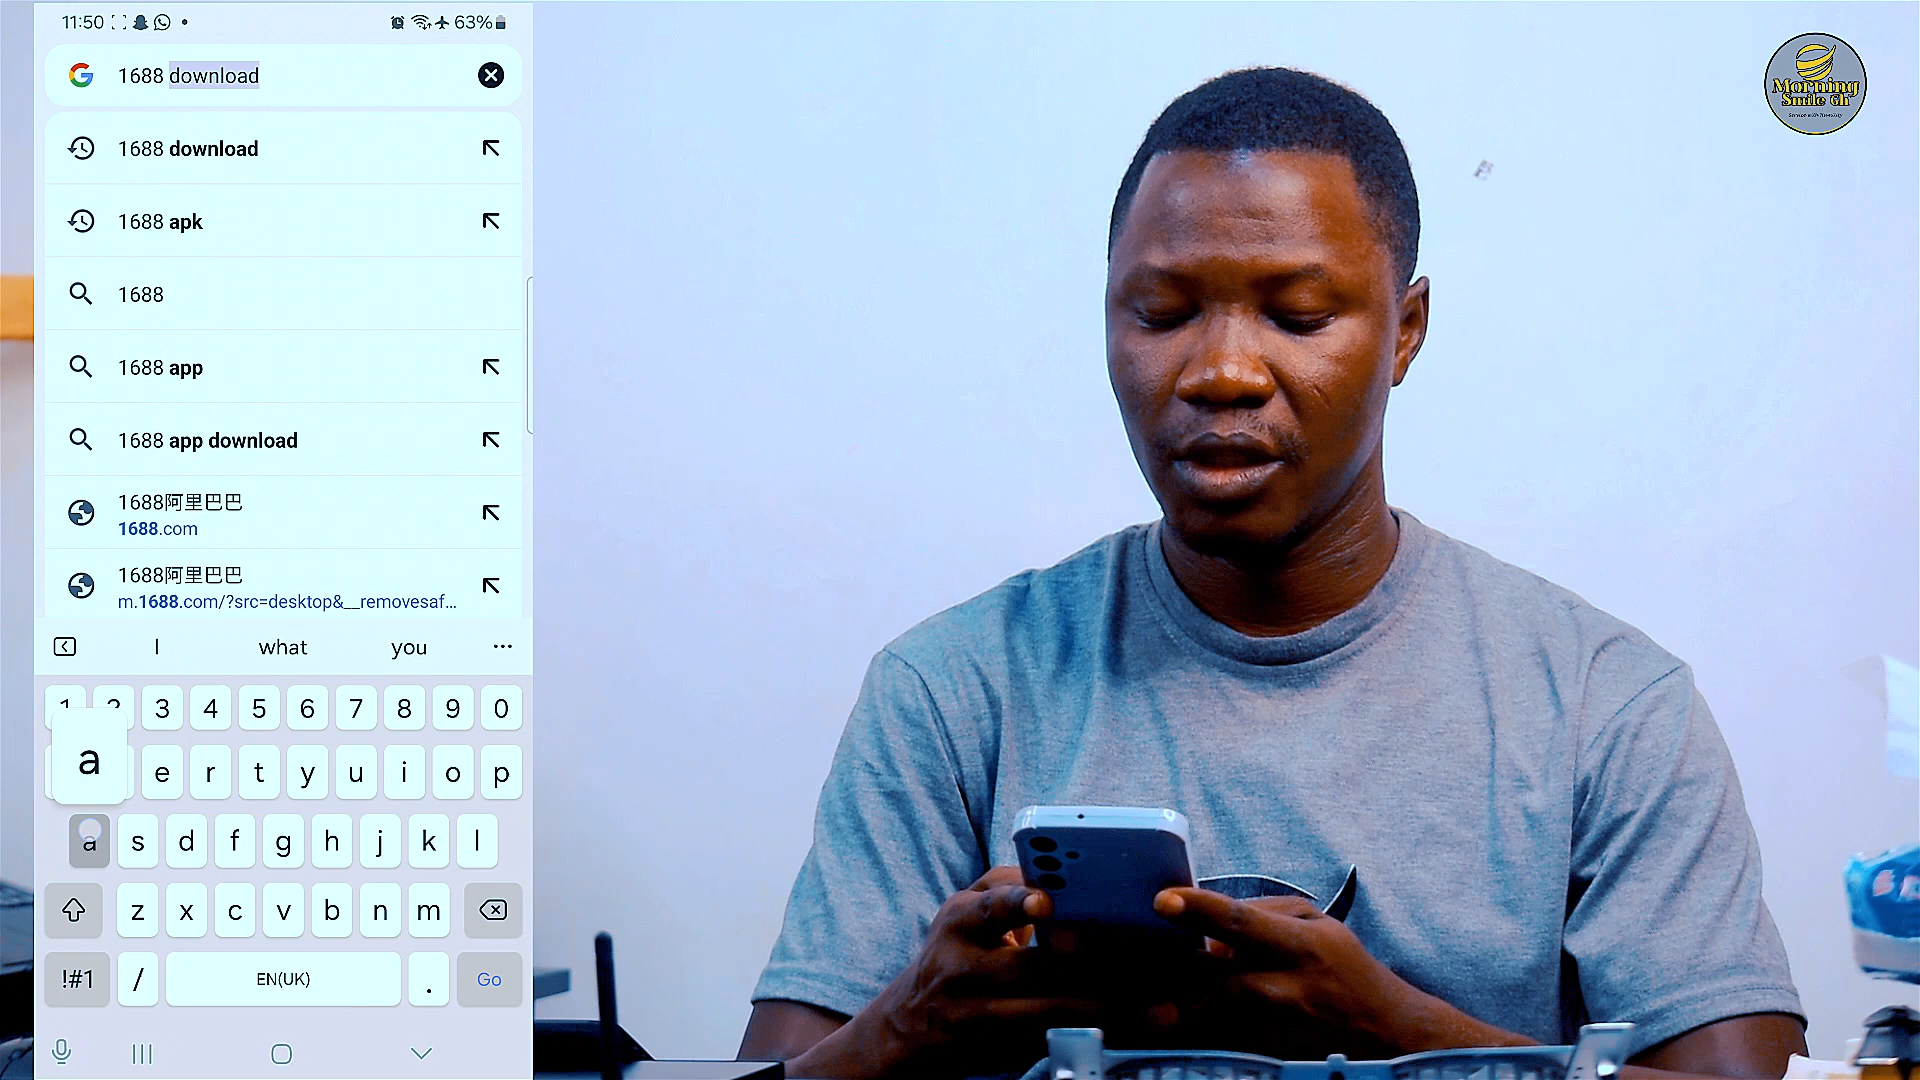 11:50
63%
1688 download
1688 download
1688 apk
1688
1688 app
1688 app download
1688阿里巴巴
1688.com
1688阿里巴巴
m.1688.com/?src=desktop&__removesaf...
I what you
1 2 3 4 5 6 7 8 9 0
a
e r t y u i o p
a s d f g h j k l
z x c v b n m
!#1 / EN(UK) . Go
Morning
Smile Gh